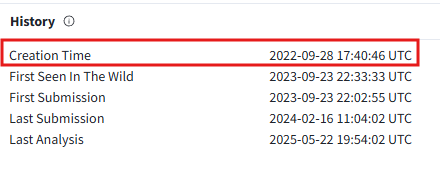 History
Creation Time 2022-09-28 17:40:46 UTC
First Seen In The Wild 2023-09-23 22:33:33 UTC
First Submission 2023-09-23 22:02:55 UTC
Last Submission 2024-02-16 11:04:02 UTC
Last Analysis 2025-05-22 19:54:02 UTC